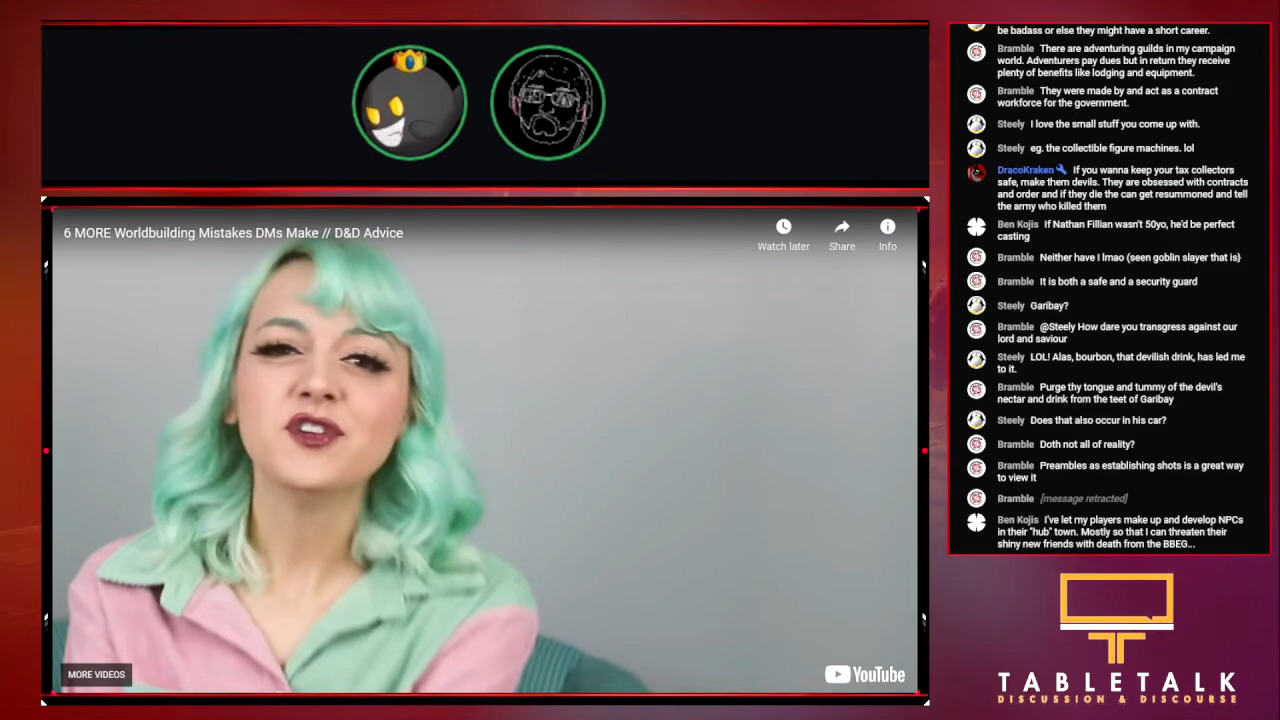 6 MORE Worldbuilding Mistakes DMs Make // D&D Advice
Watch later
Share
Info
MORE VIDEOS
YouTube
be badass or else they might have a short career.
Bramble There are adventuring guilds in my campaign
world. Adventurers pay dues but in return they receive
plenty of benefits like lodging and equipment.
Bramble They were made by and act as a contract
workforce for the government.
Steely I love the small stuff you come up with.
Steely eg. the collectible figure machines. lol
DracoKraken If you wanna keep your tax collectors
safe, make them devils. They are obsessed with contracts
and order and if they die the can get resummoned and tell
the army who killed them
Ben Kojis If Nathan Fillian wasn't 50yo, he'd be perfect
casting
Bramble Neither have I lmao (seen goblin slayer that is)
Bramble It is both a safe and a security guard
Steely Garibay?
Bramble @Steely How dare you transgress against our
lord and saviour
Steely LOL! Alas, bourbon, that devilish drink, has led me
to it.
Bramble Purge thy tongue and tummy of the devil's
nectar and drink from the teet of Garibay
Steely Does that also occur in his car?
Bramble Doth not all of reality?
Bramble Preambles as establishing shots is a great way
to view it
Bramble [message retracted]
Ben Kojis I've let my players make up and develop NPCs
in their "hub" town. Mostly so that I can threaten their
shiny new friends with death from the BBEG...
TABLETALK
DISCUSSION & DISCOURSE